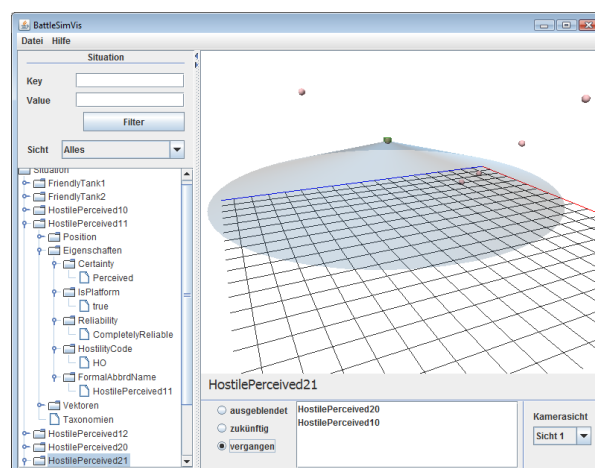 BattleSimVis
Datei Hilfe
Situation
Key
Value
Filter
Sicht Alles
Situation
FriendlyTank1
FriendlyTank2
HostilePerceived10
HostilePerceived11
Position
Eigenschaften
Certainty
Perceived
IsPlatform
true
Reliability
CompletelyReliable
HostilityCode
HO
FormalAbbrdName
HostilePerceived11
Vektoren
Taxonomien
HostilePerceived12
HostilePerceived20
HostilePerceived21
HostilePerceived21
ausgeblendet
zukünftig
vergangen
HostilePerceived20
HostilePerceived10
Kamerasicht
Sicht 1